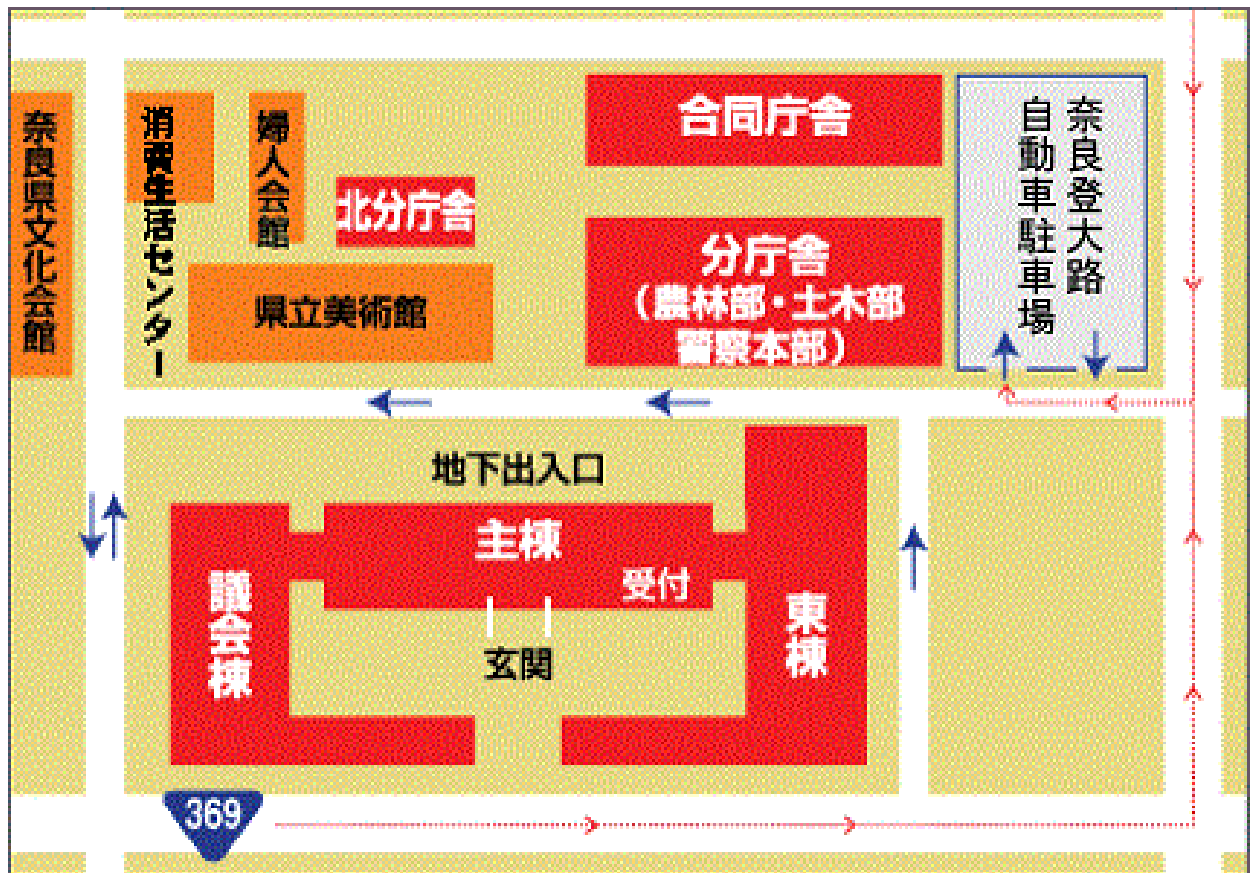 奈良県文化会館
消費生活センター
婦人会館
北分庁舎
県立美術館
合同庁舎
分庁舎
（農林部・土木部
警察本部）
奈良登大路
自動車駐車場
地下出入口
主棟
受付
玄関
議会棟
東棟
369